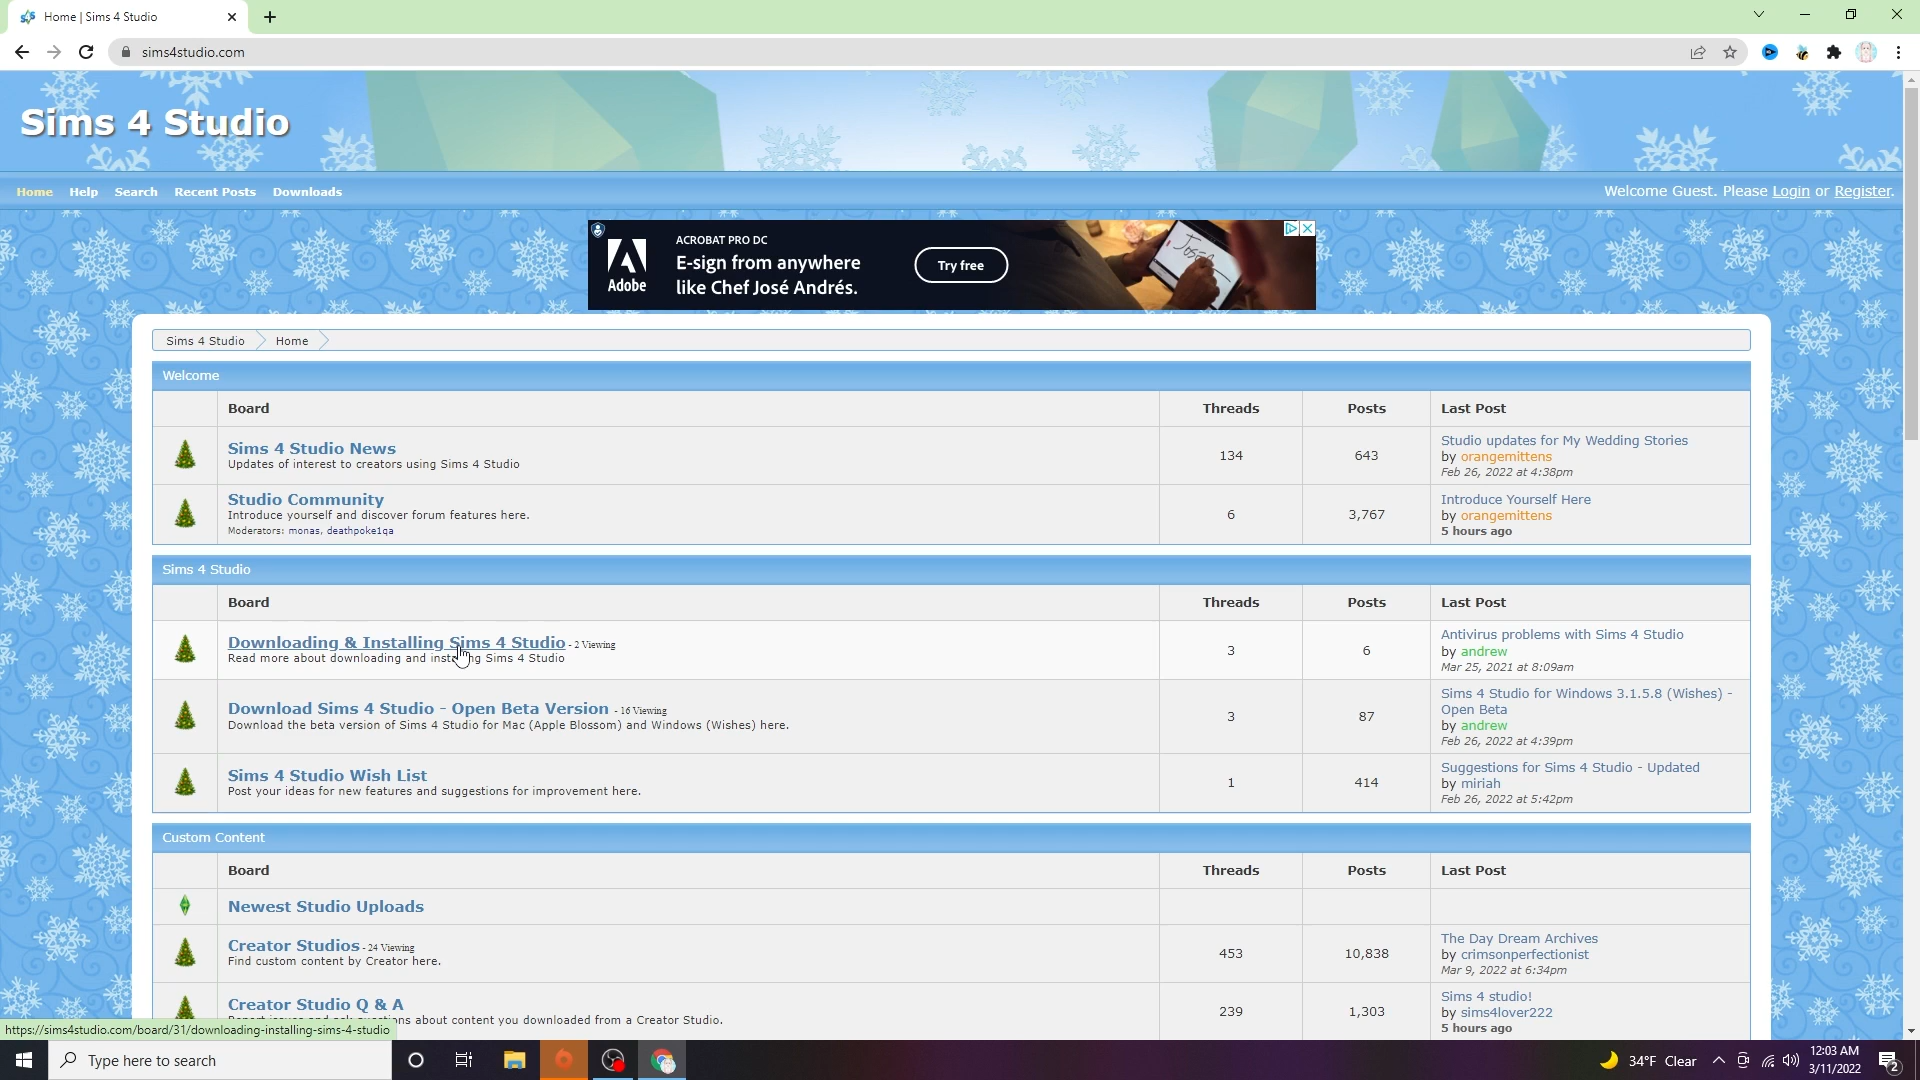 Home | Sims 4 Studio
sims4studio.com
Sims 4 Studio
Home Help Search Recent Posts Downloads
Welcome Guest. Please Login or Register.
Adobe
ACROBAT PRO DC
E-sign from anywhere
like Chef José Andrés.
Try free
Sims 4 Studio Home
Welcome
Board Threads Posts Last Post
Sims 4 Studio News
Updates of interest to creators using Sims 4 Studio
134 643
Studio updates for My Wedding Stories
by orangemittens
Feb 26, 2022 at 4:38pm
Studio Community
Introduce yourself and discover forum features here.
Moderators: monas, deathpoke1qa
6 3,767
Introduce Yourself Here
by orangemittens
5 hours ago
Sims 4 Studio
Board Threads Posts Last Post
Downloading & Installing Sims 4 Studio - 2 Viewing
Read more about downloading and installing Sims 4 Studio
3 6
Antivirus problems with Sims 4 Studio
by andrew
Mar 25, 2021 at 8:09am
Download Sims 4 Studio - Open Beta Version - 16 Viewing
Download the beta version of Sims 4 Studio for Mac (Apple Blossom) and Windows (Wishes) here.
3 87
Sims 4 Studio for Windows 3.1.5.8 (Wishes) -
Open Beta
by andrew
Feb 26, 2022 at 4:39pm
Sims 4 Studio Wish List
Post your ideas for new features and suggestions for improvement here.
1 414
Suggestions for Sims 4 Studio - Updated
by miriah
Feb 26, 2022 at 5:42pm
Custom Content
Board Threads Posts Last Post
Newest Studio Uploads
Creator Studios - 24 Viewing
Find custom content by Creator here.
453 10,838
The Day Dream Archives
by crimsonperfectionist
Mar 9, 2022 at 6:34pm
Creator Studio Q & A
questions about content you downloaded from a Creator Studio.
239 1,303
Sims 4 studio!
by sims4lover222
5 hours ago
https://sims4studio.com/board/31/downloading-installing-sims-4-studio
Type here to search
34°F Clear
12:03 AM
3/11/2022
2